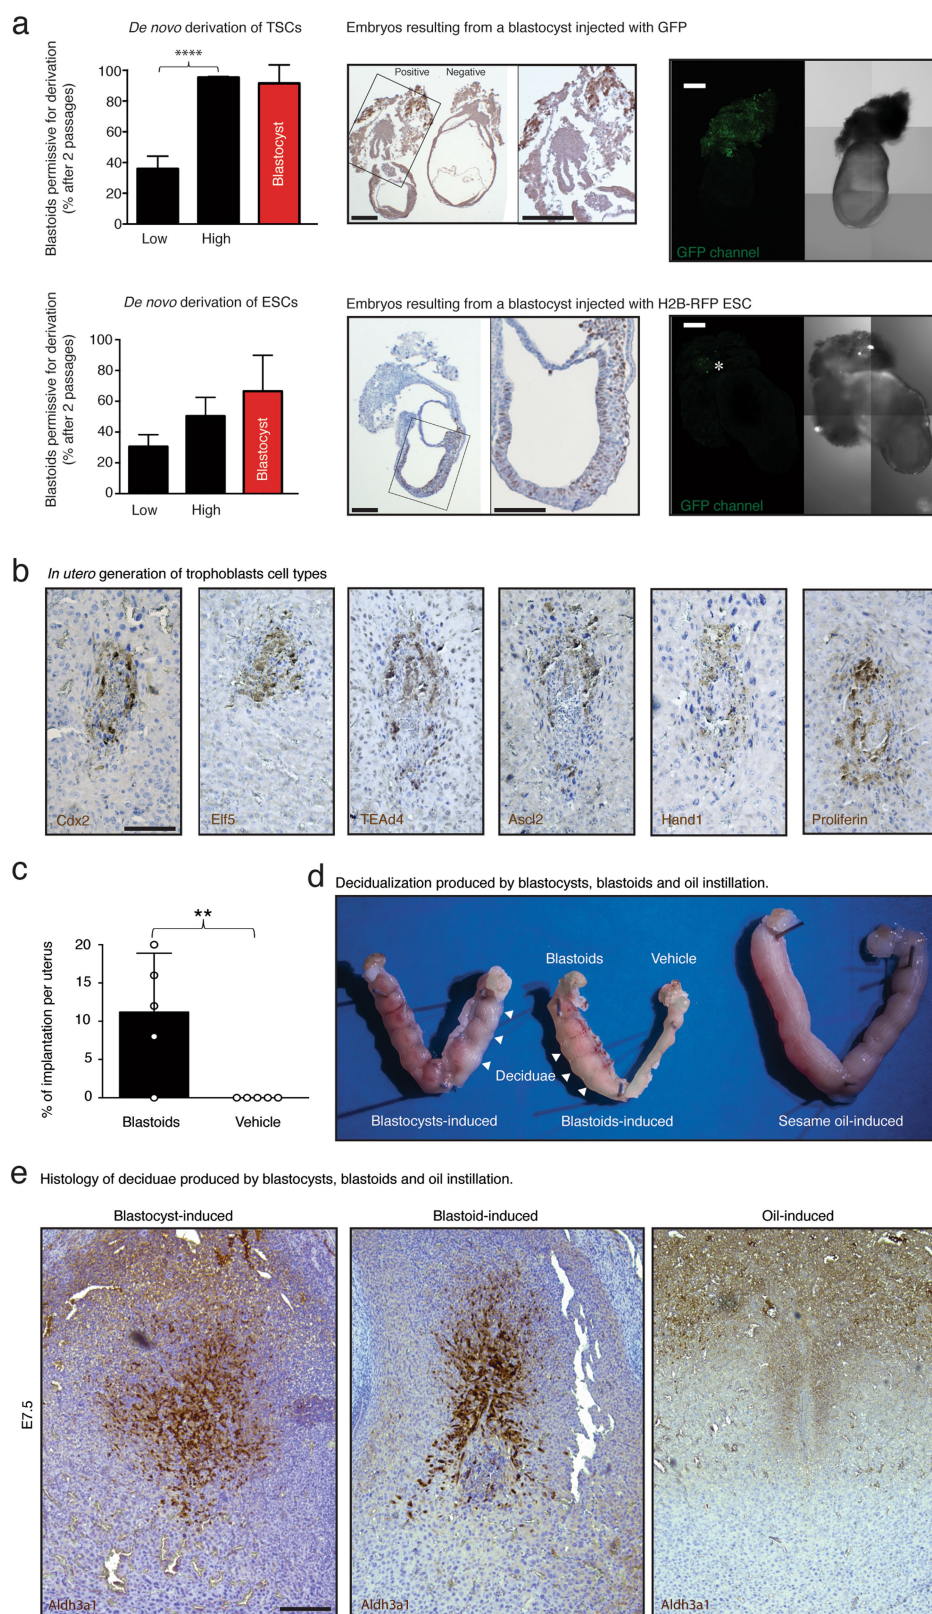 a
De novo derivation of TSCs
Embryos resulting from a blastocyst injected with GFP
Blastoids permissive for derivation
(% after 2 passages)
100
80
60
40
20
0
****
Blastocyst
Low
High
Positive
Negative
GFP channel
De novo derivation of ESCs
Embryos resulting from a blastocyst injected with H2B-RFP ESC
Blastoids permissive for derivation
(% after 2 passages)
100
80
60
40
20
0
Blastocyst
Low
High
*
GFP channel
b
In utero generation of trophoblasts cell types
Cdx2
Elf5
TEAd4
Ascl2
Hand1
Proliferin
c
% of implantation per uterus
20
15
10
5
0
**
Blastoids
Vehicle
d
Decidualization produced by blastocysts, blastoids and oil instillation.
Blastoids
Vehicle
Deciduae
Blastocysts-induced
Blastoids-induced
Sesame oil-induced
e
Histology of deciduae produced by blastocysts, blastoids and oil instillation.
Blastocyst-induced
Blastoid-induced
Oil-induced
E7.5
Aldh3a1
Aldh3a1
Aldh3a1